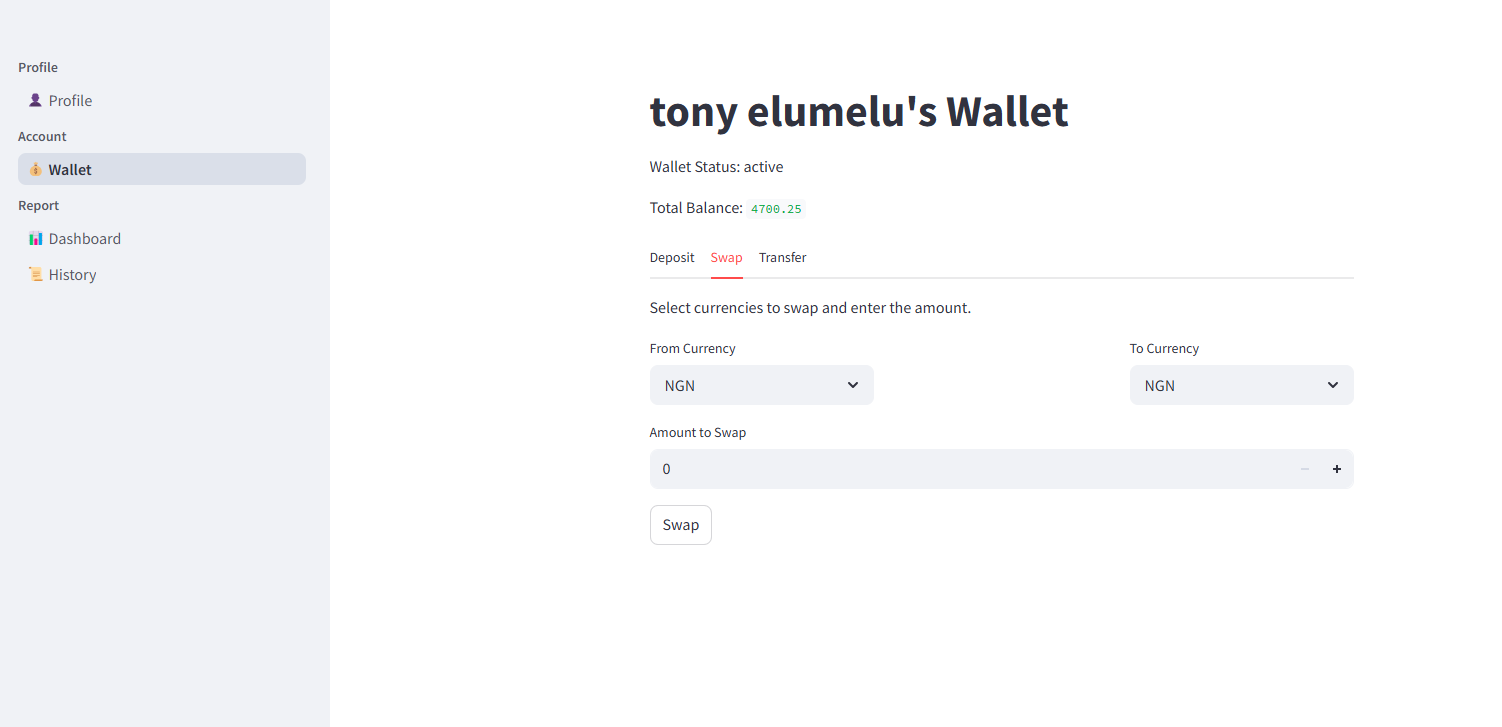 Profile
Profile
Account
Wallet
Report
Dashboard
History
tony elumelu's Wallet
Wallet Status: active
Total Balance: 4700.25
Deposit Swap Transfer
Select currencies to swap and enter the amount.
From Currency To Currency
NGN NGN
Amount to Swap
0
Swap